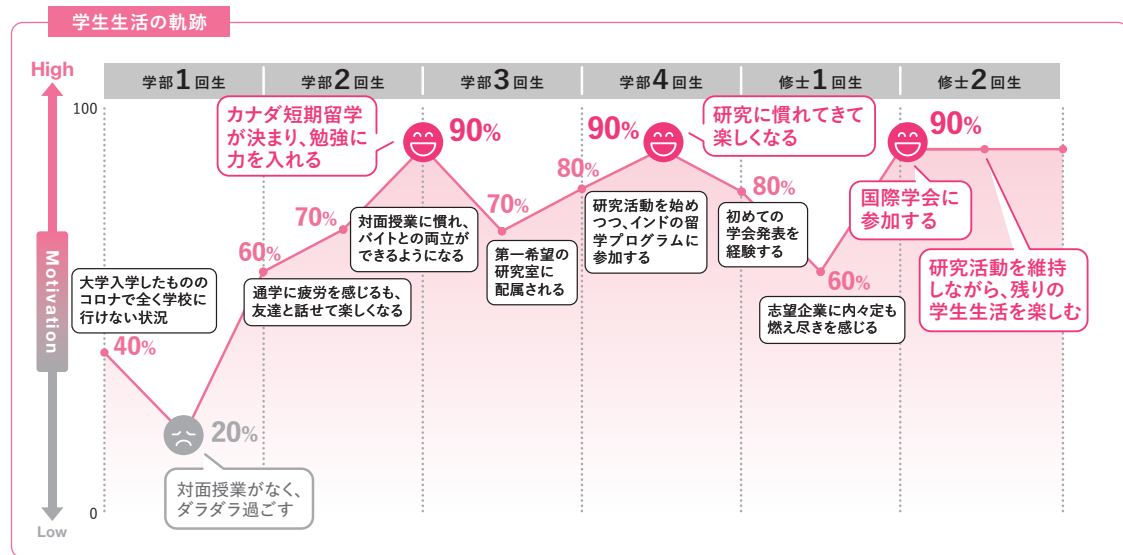 学生生活の軌跡
High
学部1回生
学部2回生
学部3回生
学部4回生
修士1回生
修士2回生
100
Motivation
0
Low
大学入学したものの
コロナで全く学校に
行けない状況
40%
20%
対面授業がなく、
ダラダラ過ごす
60%
通学に疲労を感じるも、
友達と話せて楽しくなる
70%
対面授業に慣れ、
バイトとの両立が
できるようになる
カナダ短期留学
が決まり、勉強に
力を入れる
90%
70%
第一希望の
研究室に
配属される
80%
研究活動を始め
つつ、インドの留
学プログラムに
参加する
90%
研究に慣れてきて
楽しくなる
80%
初めての
学会発表を
経験する
60%
志望企業に内々定も
燃え尽きを感じる
90%
国際学会に
参加する
研究活動を維持
しながら、残りの
学生生活を楽しむ